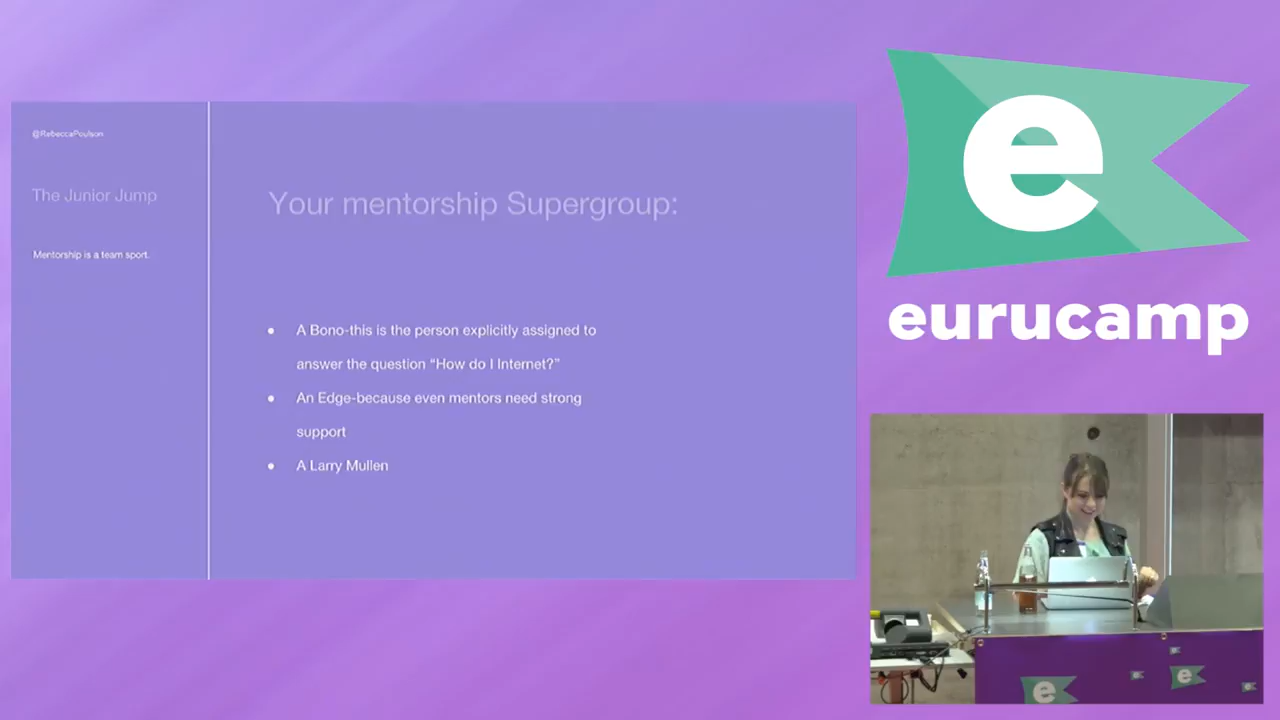 @RebeccaPoulson
The Junior Jump
Mentorship is a team sport.
Your mentorship Supergroup:
A Bono-this is the person explicitly assigned to
answer the question “How do I Internet?”
An Edge-because even mentors need strong
support
A Larry Mullen
e
eurucamp
e
e
e
e
e